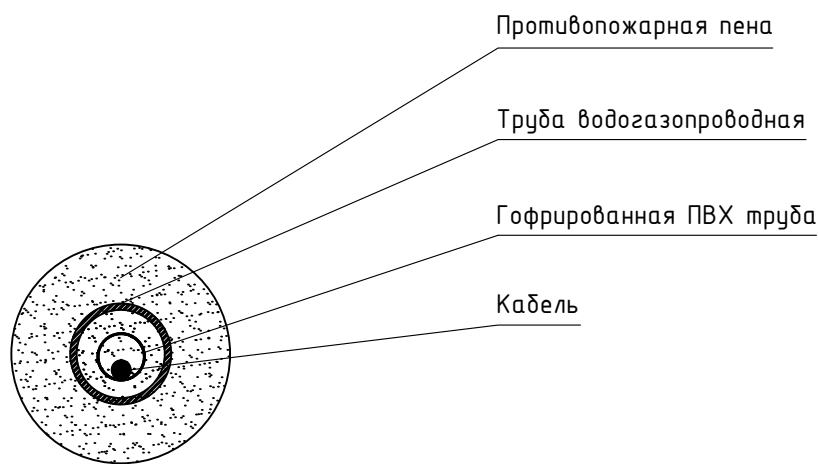 Противопожарная пена
Труба водогазопроводная
Гофрированная ПВХ труба
Кабель